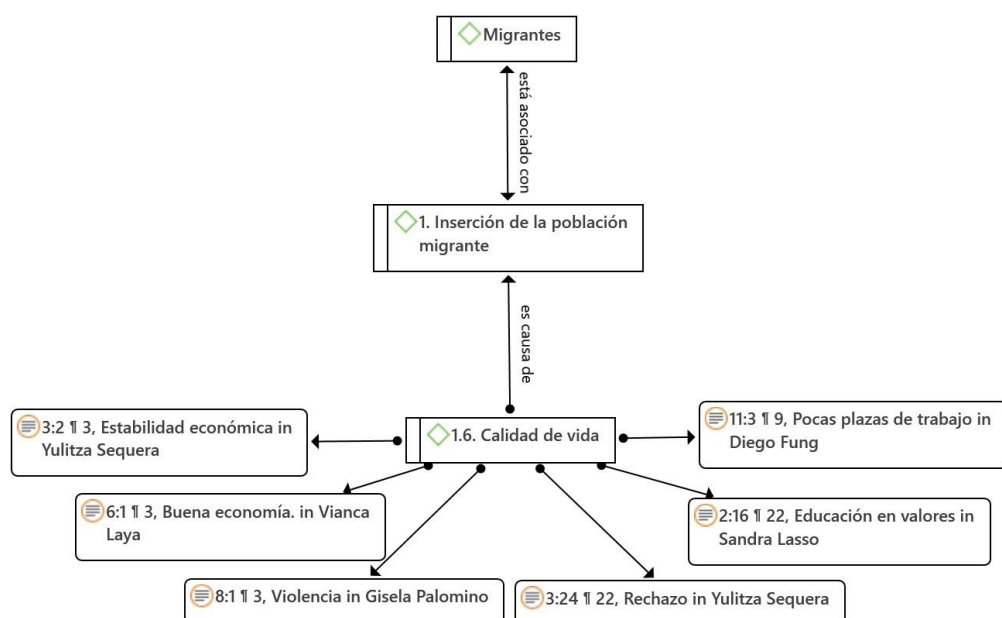 Migrantes
está asociado con
1. Inserción de la población
migrante
es causa de
3:2 ¶ 3, Estabilidad económica in
Yulitza Sequera
1.6. Calidad de vida
11:3 ¶ 9, Pocas plazas de trabajo in
Diego Fung
6:1 ¶ 3, Buena economía. in Vianca
Laya
2:16 ¶ 22, Educación en valores in
Sandra Lasso
8:1 ¶ 3, Violencia in Gisela Palomino
3:24 ¶ 22, Rechazo in Yulitza Sequera